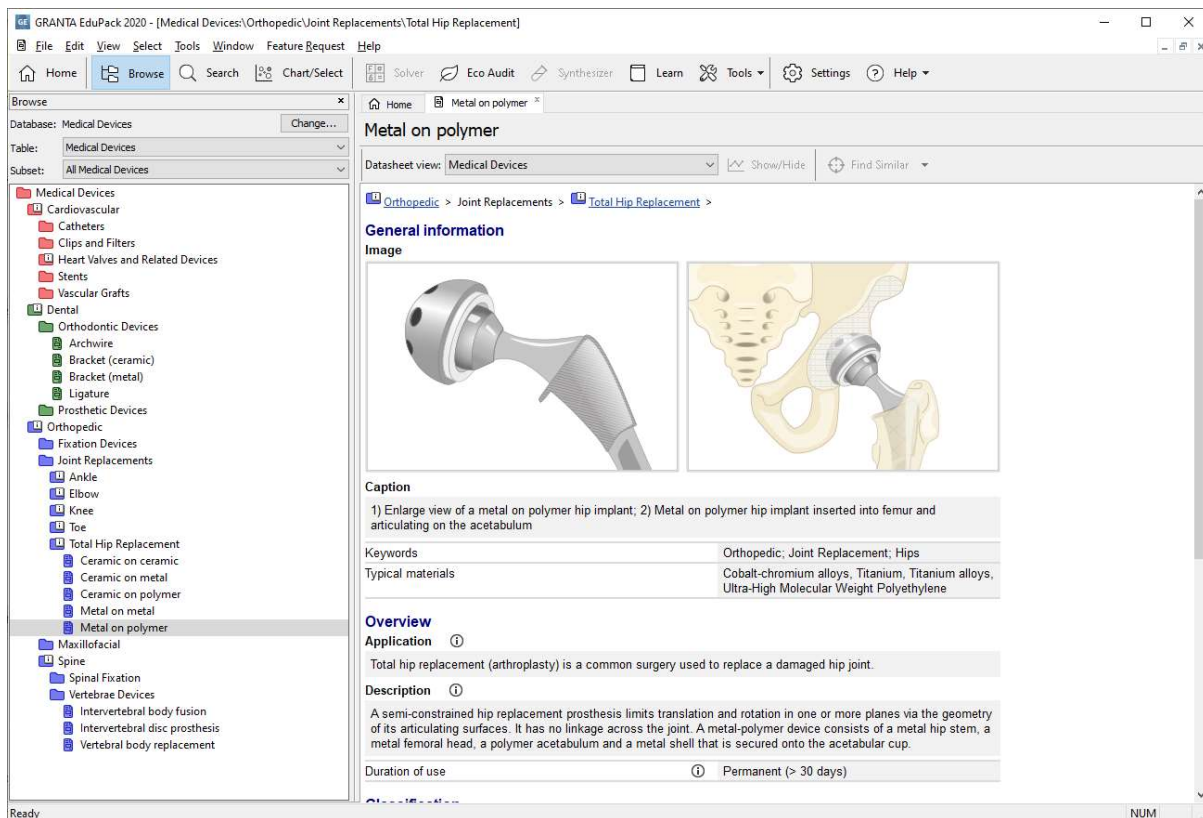 GRANTA EduPack 2020 - [Medical Devices:\Orthopedic\Joint Replacements\Total Hip Replacement]
File Edit View Select Tools Window Feature Request Help
Home Browse Search Chart/Select Solver Eco Audit Synthesizer Learn Tools Settings Help
Browse
Database: Medical Devices Change...
Table: Medical Devices
Subset: All Medical Devices
Medical Devices
Cardiovascular
Catheters
Clips and Filters
Heart Valves and Related Devices
Stents
Vascular Grafts
Dental
Orthodontic Devices
Archwire
Bracket (ceramic)
Bracket (metal)
Ligature
Prosthetic Devices
Orthopedic
Fixation Devices
Joint Replacements
Ankle
Elbow
Knee
Toe
Total Hip Replacement
Ceramic on ceramic
Ceramic on metal
Ceramic on polymer
Metal on metal
Metal on polymer
Maxillofacial
Spine
Spinal Fixation
Vertebrae Devices
Intervertebral body fusion
Intervertebral disc prosthesis
Vertebral body replacement
Home Metal on polymer
Metal on polymer
Datasheet view: Medical Devices Show/Hide Find Similar
Orthopedic > Joint Replacements > Total Hip Replacement >
General information
Image
Caption
1) Enlarge view of a metal on polymer hip implant; 2) Metal on polymer hip implant inserted into femur and
articulating on the acetabulum
Keywords Orthopedic; Joint Replacement; Hips
Typical materials Cobalt-chromium alloys, Titanium, Titanium alloys,
Ultra-High Molecular Weight Polyethylene
Overview
Application
Total hip replacement (arthroplasty) is a common surgery used to replace a damaged hip joint.
Description
A semi-constrained hip replacement prosthesis limits translation and rotation in one or more planes via the geometry
of its articulating surfaces. It has no linkage across the joint. A metal-polymer device consists of a metal hip stem, a
metal femoral head, a polymer acetabulum and a metal shell that is secured onto the acetabular cup.
Duration of use Permanent (> 30 days)
Ready NUM